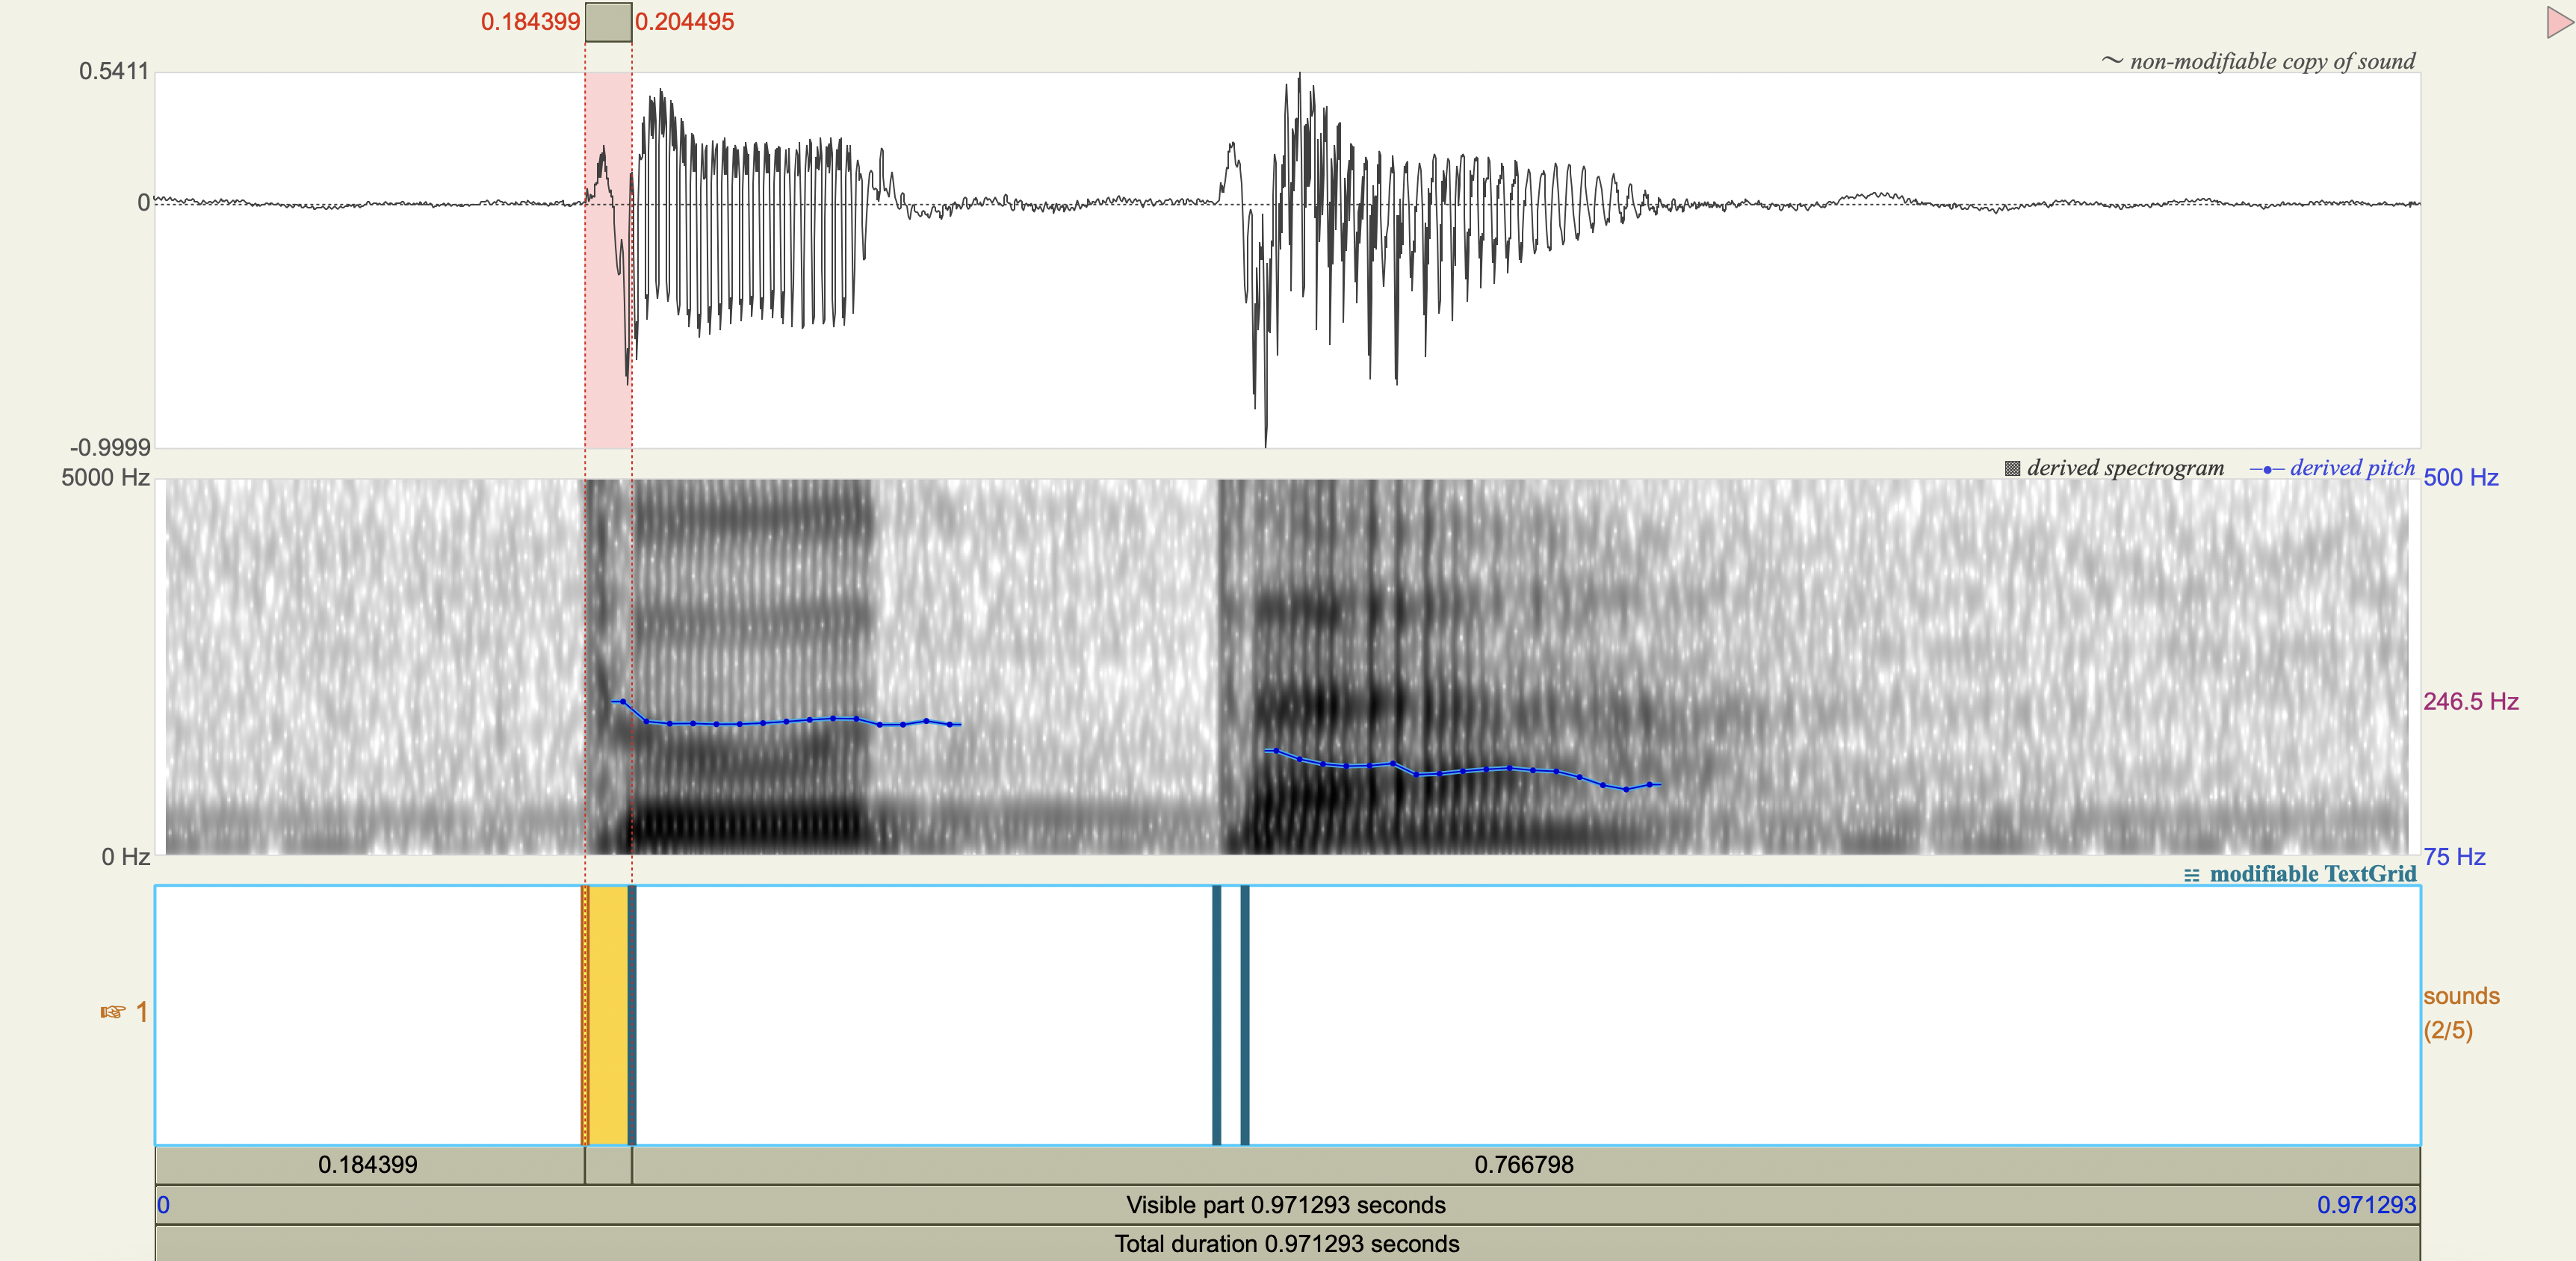 0.184399 0.204495
0.5411 ~ non-modifiable copy of sound
0
-0.9999
5000 Hz derived spectrogram derived pitch 500 Hz
246.5 Hz
0 Hz 75 Hz
modifiable TextGrid
☞ 1 sounds
(2/5)
0.184399 0.766798
0 Visible part 0.971293 seconds 0.971293
Total duration 0.971293 seconds